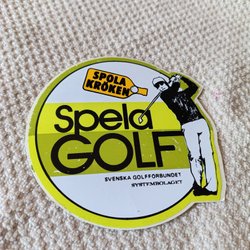 SPOLA
KRÖKEN
Spela
GOLF
SVENSKA GOLFFÖRBUNDET
SYSTEMBOLAGET